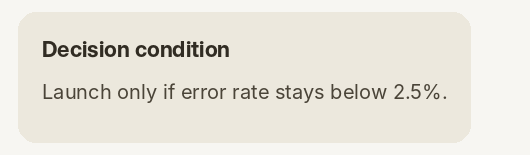 Decision condition
Launch only if error rate stays below 2.5%.